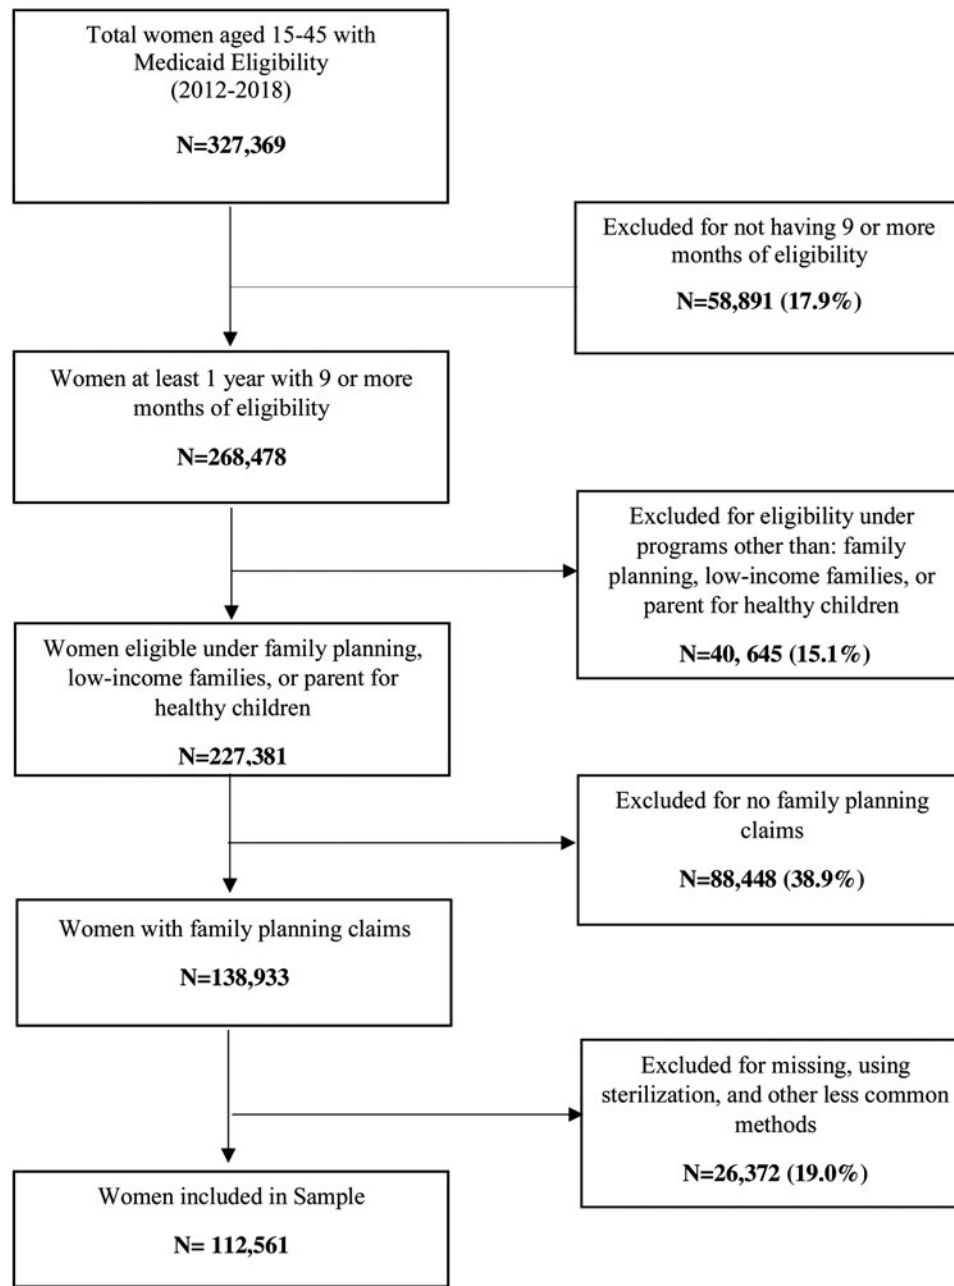 Total women aged 15-45 with
Medicaid Eligibility
(2012-2018)
N=327,369
Excluded for not having 9 or more
months of eligibility
N=58,891 (17.9%)
Women at least 1 year with 9 or more
months of eligibility
N=268,478
Excluded for eligibility under
programs other than: family
planning, low-income families, or
parent for healthy children
N=40, 645 (15.1%)
Women eligible under family planning,
low-income families, or parent for
healthy children
N=227,381
Excluded for no family planning
claims
N=88,448 (38.9%)
Women with family planning claims
N=138,933
Excluded for missing, using
sterilization, and other less common
methods
N=26,372 (19.0%)
Women included in Sample
N= 112,561